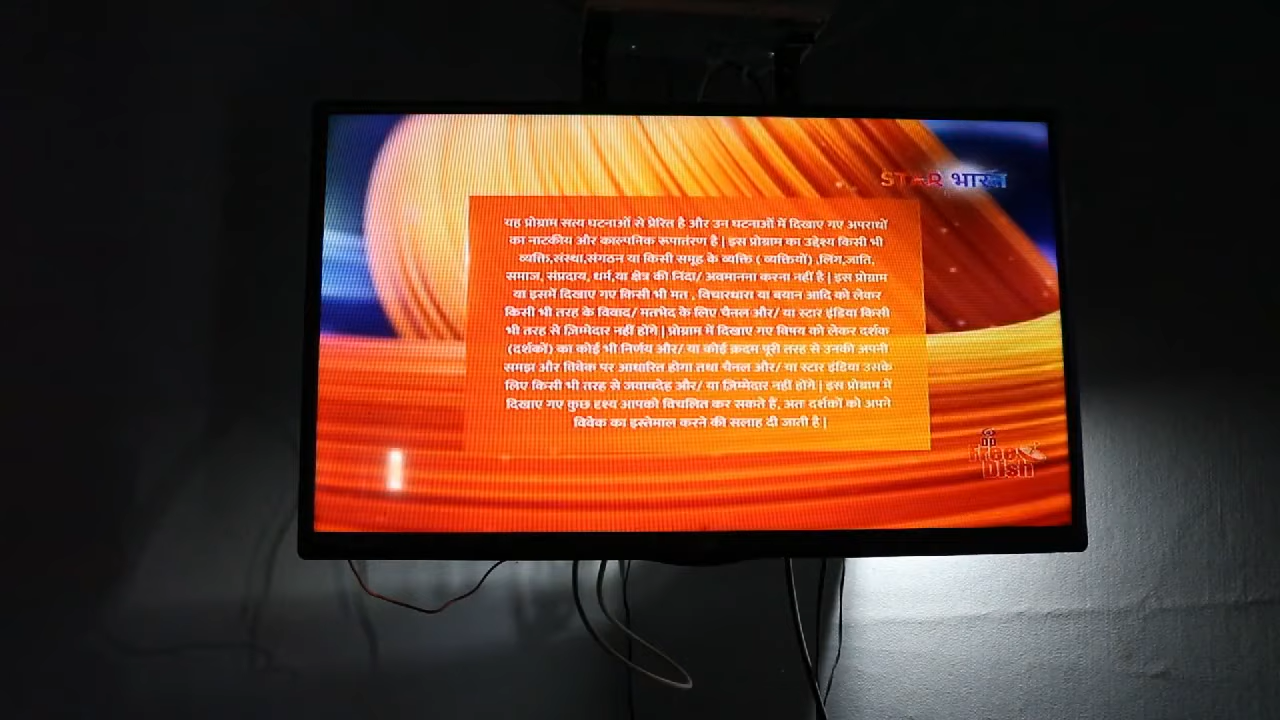 STAR भारत
यह प्रोग्राम सत्य घटनाओं से प्रेरित है और उन घटनाओं में दिखाए गए अपराधों
का नाटकीय और काल्पनिक रूपातंरण है | इस प्रोग्राम का उद्देश्य किसी भी
व्यक्ति,संस्था,संगठन या किसी समूह के व्यक्ति ( व्यक्तियों) ,लिंग,जाति,
समाज, संप्रदाय, धर्म,या क्षेत्र की निंदा/ अवमानना करना नहीं है | इस प्रोग्राम
या इसमें दिखाए गए किसी भी मत , विचारधारा या बयान आदि को लेकर
किसी भी तरह के विवाद/ मतभेद के लिए चैनल और/ या स्टार इंडिया किसी
भी तरह से ज़िम्मेदार नहीं होंगे | प्रोग्राम में दिखाए गए विषय को लेकर दर्शक
(दर्शकों) का कोई भी निर्णय और/ या कोई क़दम पूरी तरह से उनकी अपनी
समझ और विवेक पर आधारित होगा तथा चैनल और/ या स्टार इंडिया उसके
लिए किसी भी तरह से जवाबदेह और/ या ज़िम्मेदार नहीं होंगे | इस प्रोग्राम में
दिखाए गए कुछ दृश्य आपको विचलित कर सकते हैं, अतः दर्शकों को अपने
विवेक का इस्तेमाल करने की सलाह दी जाती है |
DD
Free
Dish